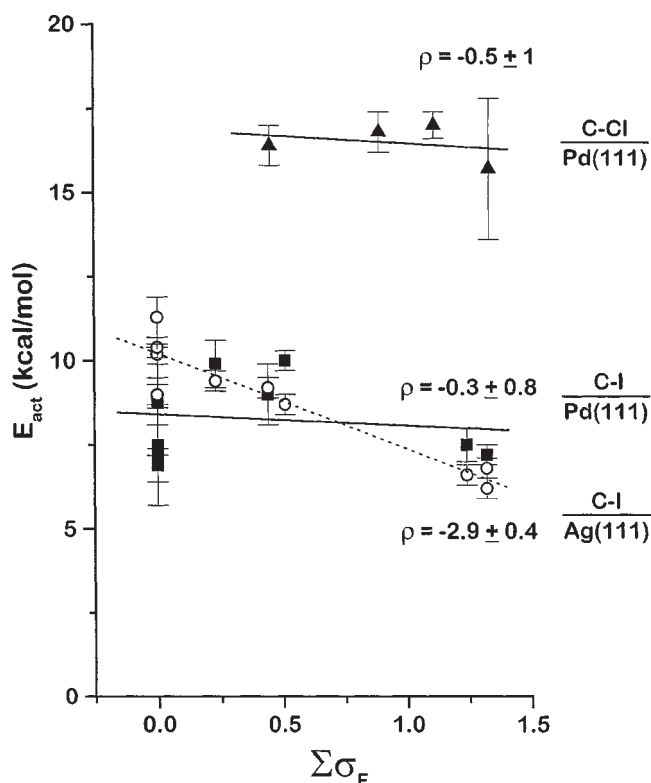 20
ρ = -0.5 ± 1
C-Cl
Pd(111)
15
E_act (kcal/mol)
10
ρ = -0.3 ± 0.8
C-I
Pd(111)
5
ρ = -2.9 ± 0.4
C-I
Ag(111)
0
0.0 0.5 1.0 1.5
Σσ_F